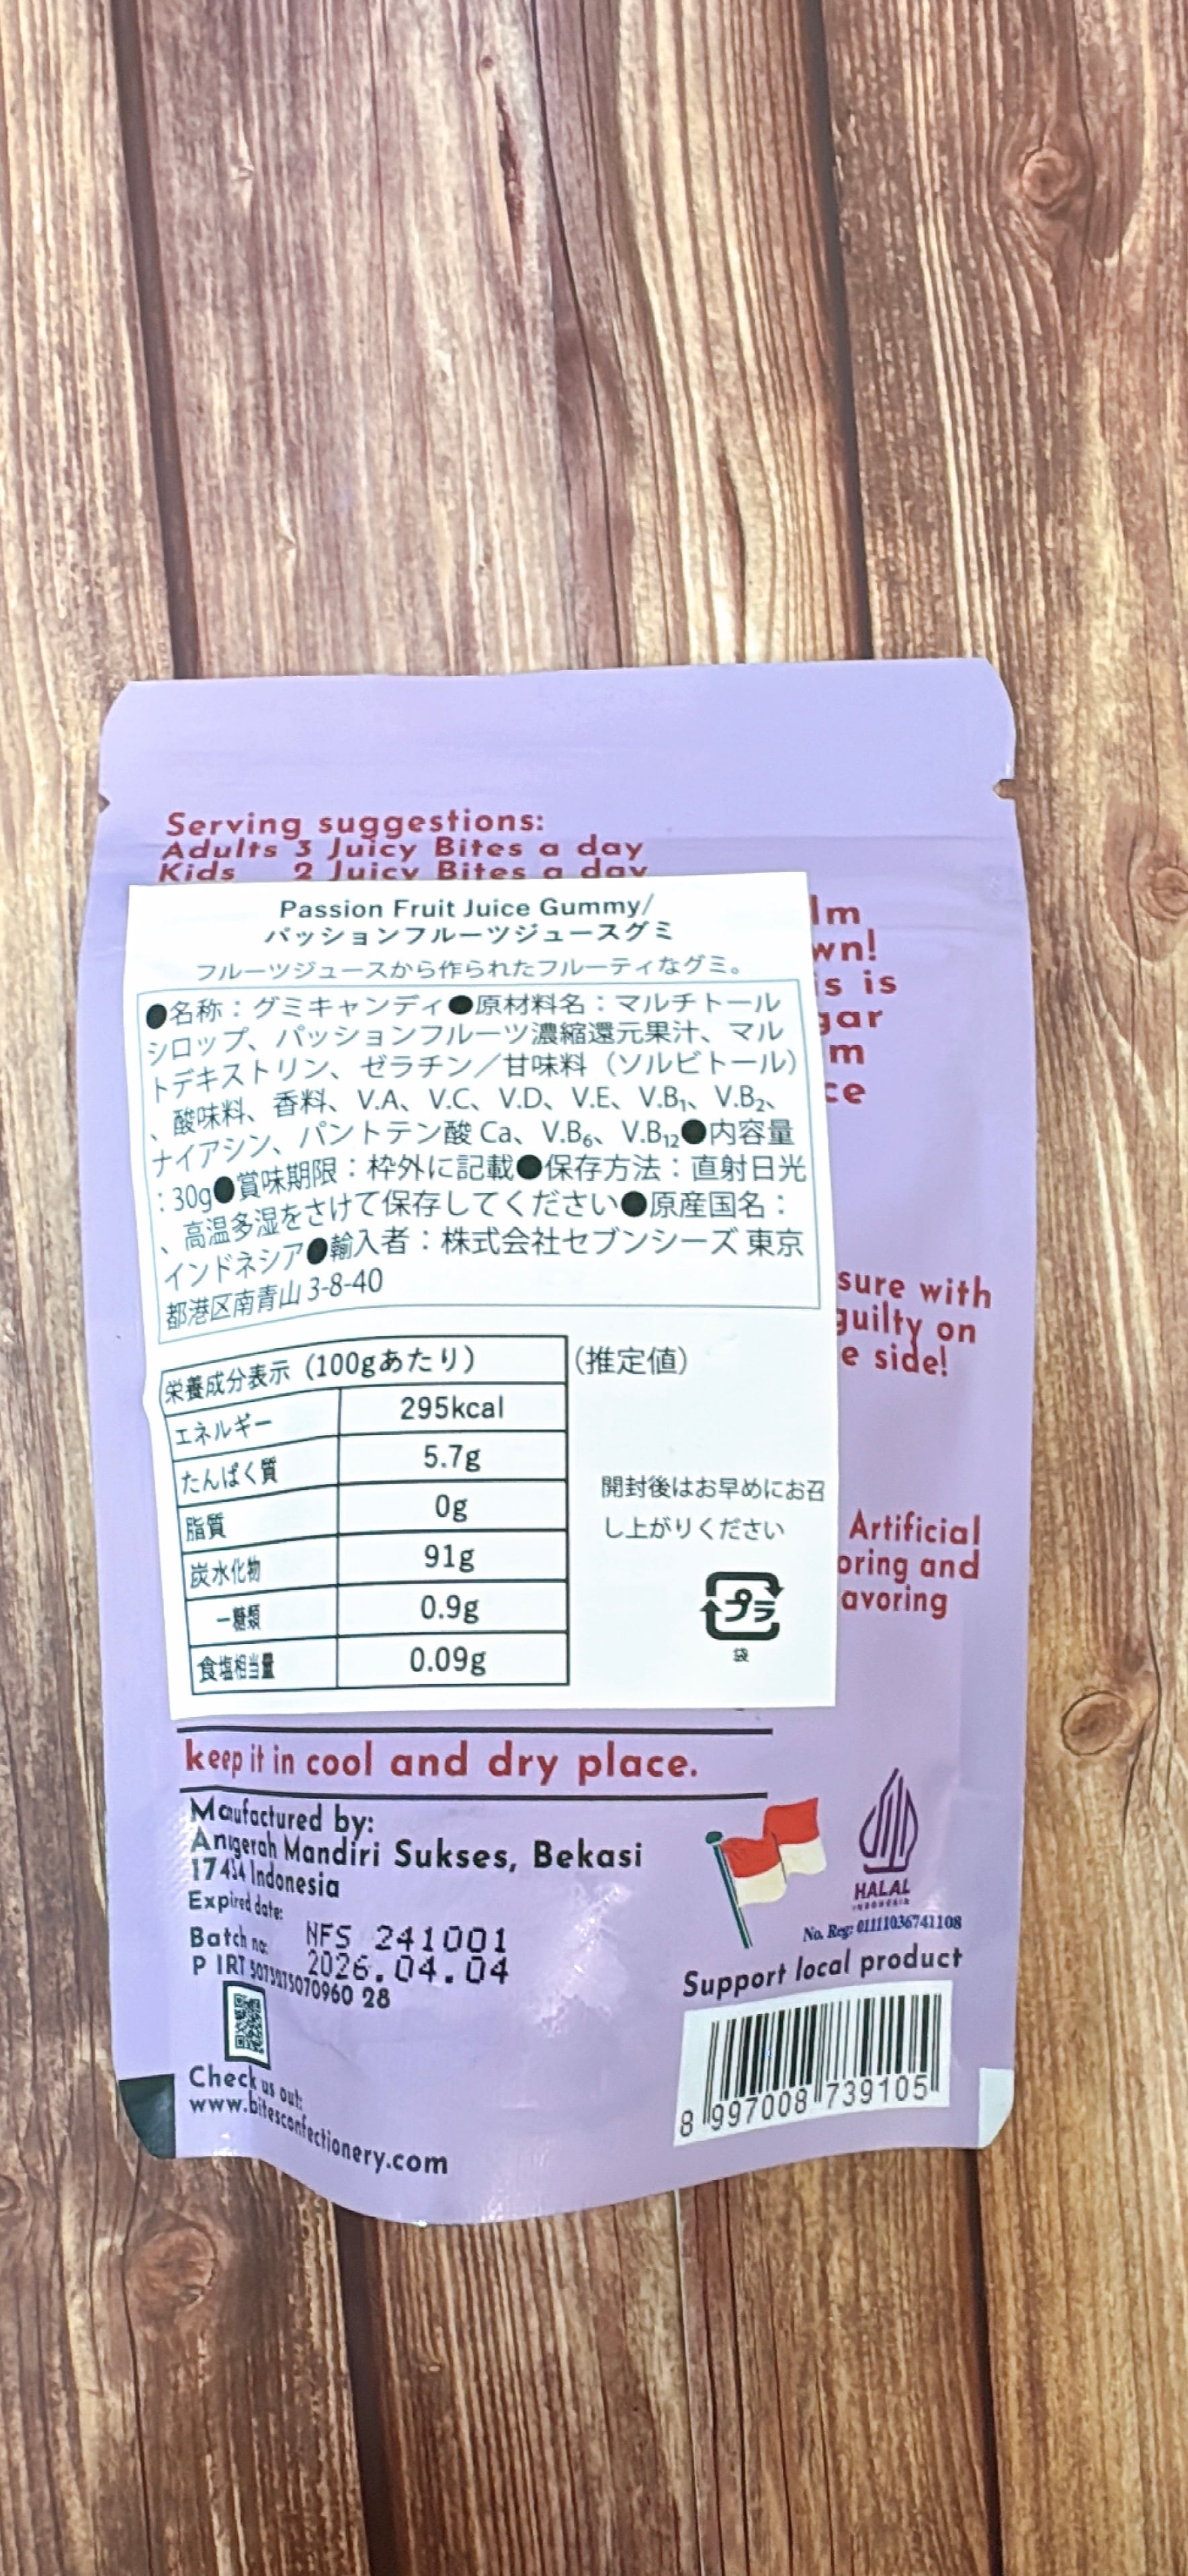 Serving suggestions:
Adults 3 Juicy Bites a day
Kids 2 Juicy Bites a day
Passion Fruit Juice Gummy/
パッションフルーツジュースグミ
フルーツジュースから作られたフルーティなグミ。
●名称：グミキャンディ●原材料名：マルチトール
シロップ、パッションフルーツ濃縮還元果汁、マル
トデキストリン、ゼラチン／甘味料（ソルビトール）
、酸味料、香料、V.A、V.C、V.D、V.E、V.B₁、V.B₂、
ナイアシン、パントテン酸 Ca、V.B₆、V.B₁₂●内容量
：30g●賞味期限：枠外に記載●保存方法：直射日光
、高温多湿をさけて保存してください●原産国名：
インドネシア●輸入者：株式会社セブンシーズ 東京
都港区南青山 3-8-40
lm
wn!
is is
gar
m
ce
sure with
guilty on
e side!
Artificial
oring and
avoring
栄養成分表示（100gあたり）
（推定値）
エネルギー 295kcal
たんぱく質 5.7g
脂質 0g
炭水化物 91g
－糖類 0.9g
食塩相当量 0.09g
開封後はお早めにお召
し上がりください
プラ
袋
keep it in cool and dry place.
Maufactured by:
Anugerah Mandiri Sukses, Bekasi
17434 Indonesia
Expired date:
Batch no: NFS 241001
2026.04.04
P IRT
28
HALAL
INDONESIA
No. Reg: 01111036741108
Support local product
8 997008 739105
Check us out:
www.bitesconfectionery.com